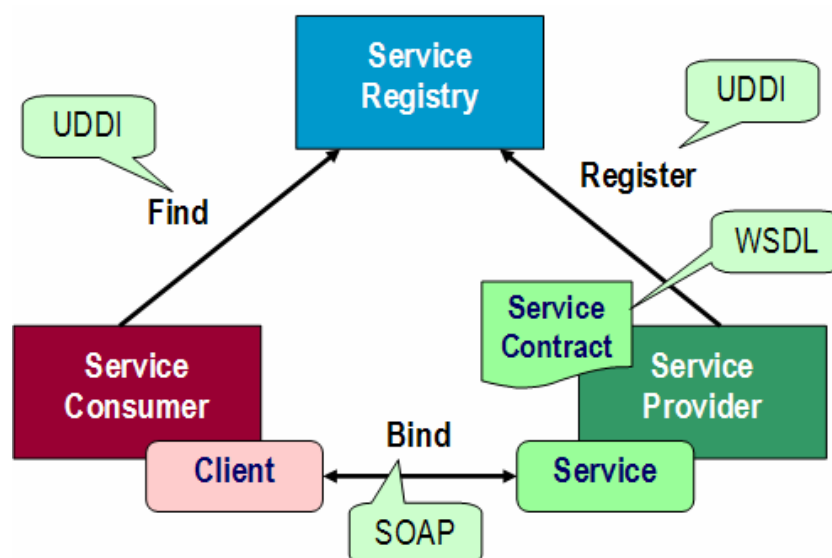 Service
Registry
UDDI
UDDI
Find
Register
WSDL
Service
Contract
Service
Consumer
Service
Provider
Bind
Client
Service
SOAP